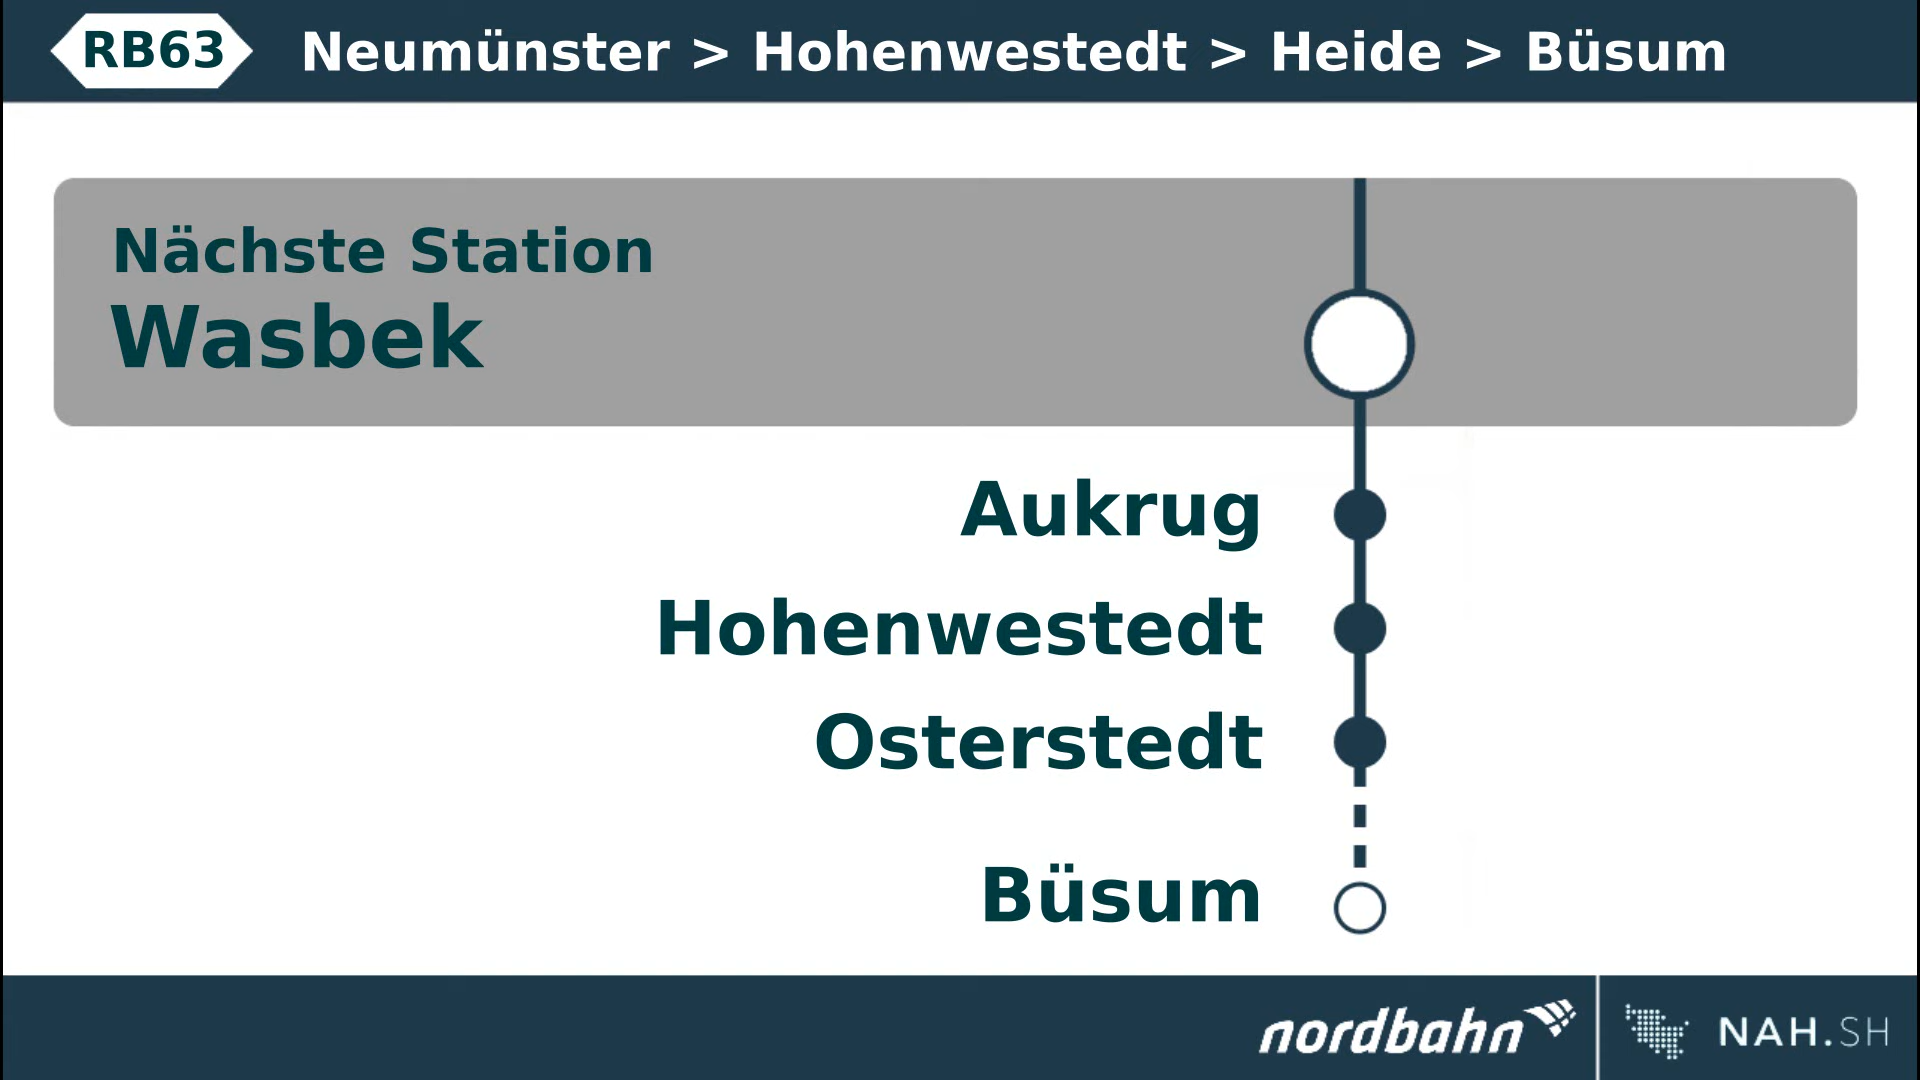 RB63 Neumünster > Hohenwestedt > Heide > Büsum
Nächste Station
Wasbek
Aukrug
Hohenwestedt
Osterstedt
Büsum
nordbahn NAH.SH